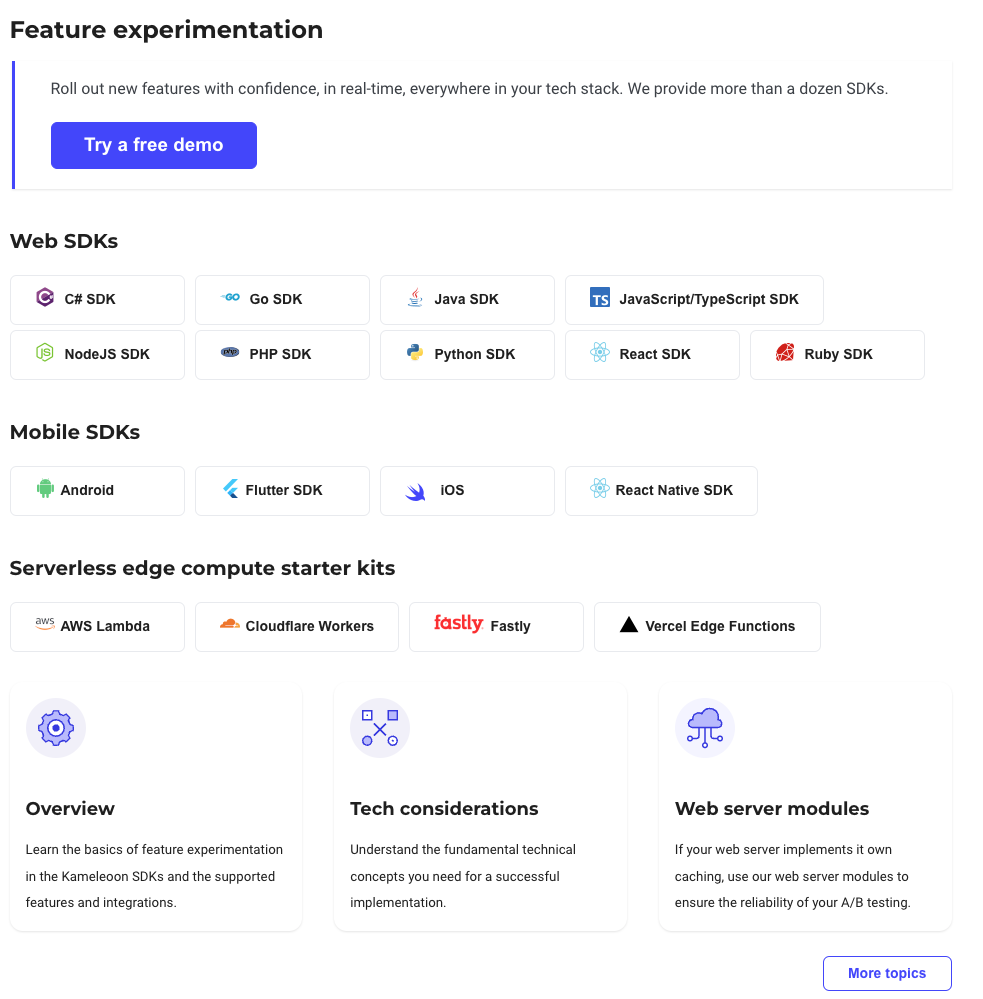 Feature experimentation
Roll out new features with confidence, in real-time, everywhere in your tech stack. We provide more than a dozen SDKs.
Try a free demo
Web SDKs
C# SDK
GO Go SDK
Java SDK
TS JavaScript/TypeScript SDK
JS NodeJS SDK
php PHP SDK
Python SDK
React SDK
Ruby SDK
Mobile SDKs
Android
Flutter SDK
iOS
React Native SDK
Serverless edge compute starter kits
aws AWS Lambda
Cloudflare Workers
fastly Fastly
Vercel Edge Functions
Overview
Learn the basics of feature experimentation
in the Kameleoon SDKs and the supported
features and integrations.
Tech considerations
Understand the fundamental technical
concepts you need for a successful
implementation.
Web server modules
If your web server implements it own
caching, use our web server modules to
ensure the reliability of your A/B testing.
More topics